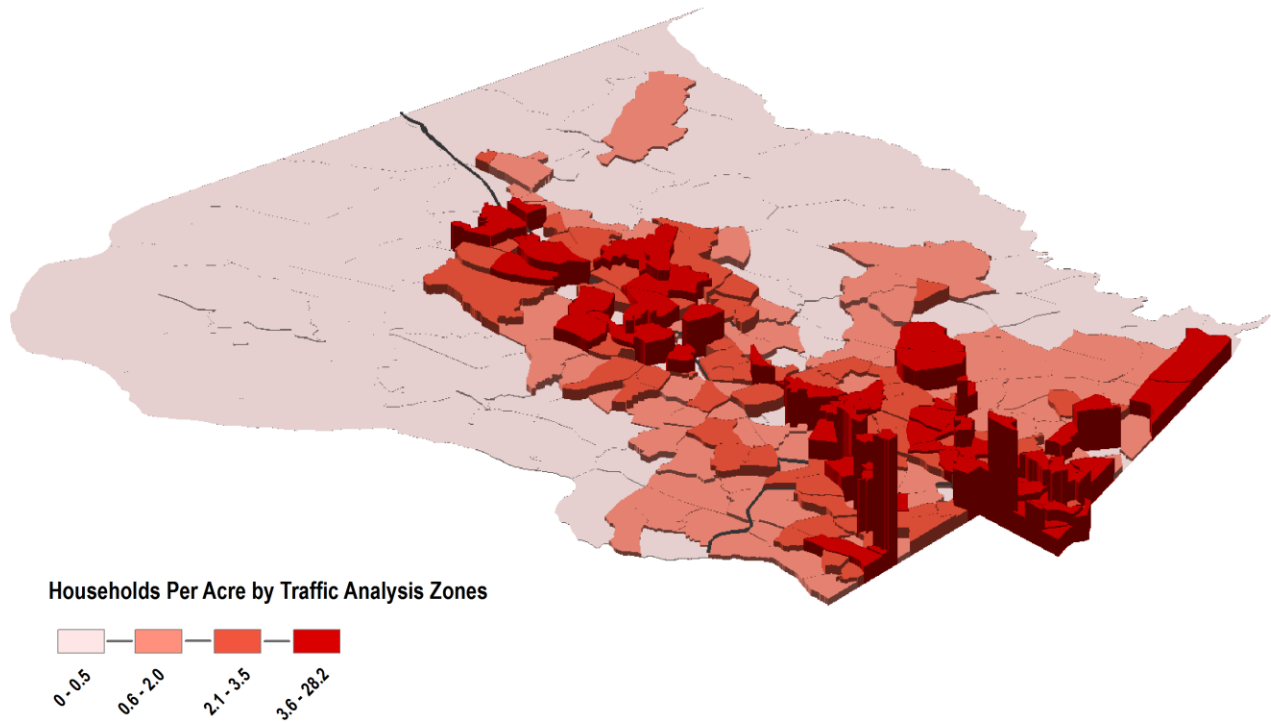 Households Per Acre by Traffic Analysis Zones
0 - 0.5
0.6 - 2.0
2.1 - 3.5
3.6 - 28.2